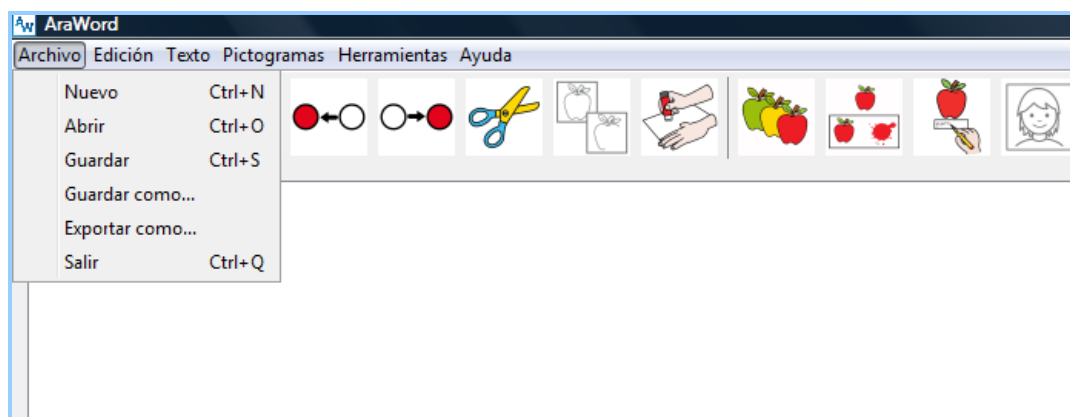 AW AraWord
Archivo Edición Texto Pictogramas Herramientas Ayuda
Nuevo Ctrl+N
Abrir Ctrl+O
Guardar Ctrl+S
Guardar como...
Exportar como...
Salir Ctrl+Q